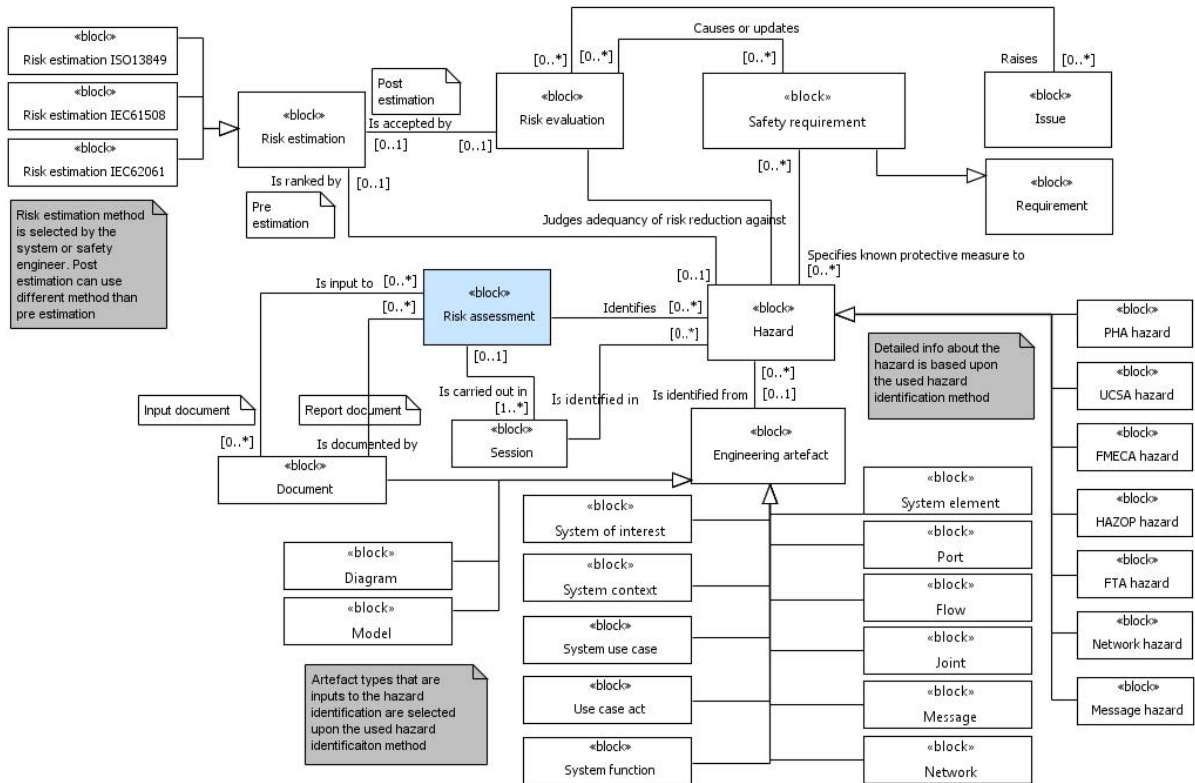 «block»
Risk estimation ISO13849
«block»
Risk estimation IEC61508
«block»
Risk estimation IEC62061
Risk estimation method
is selected by the
system or safety
engineer. Post
estimation can use
different method than
pre estimation
«block»
Risk estimation
Post
estimation
Is accepted by
[0..1]
[0..1]
Is ranked by
[0..1]
Pre
estimation
«block»
Risk evaluation
[0..*]
[0..*]
Causes or updates
[0..*]
«block»
Safety requirement
[0..*]
Raises
[0..*]
«block»
Issue
«block»
Requirement
Judges adequancy of risk reduction against
[0..1]
Specifies known protective measure to
[0..*]
Is input to
[0..*]
[0..*]
«block»
Risk assessment
Identifies
[0..*]
[0..*]
«block»
Hazard
[0..1]
Is carried out in
[1..*]
Is identified in
Is identified from
[0..*]
[0..1]
Detailed info about the
hazard is based upon
the used hazard
identification method
Input document
Report document
[0..*]
Is documented by
«block»
Document
«block»
Session
«block»
Engineering artefact
«block»
Diagram
«block»
Model
Artefact types that are
inputs to the hazard
identification are selected
upon the used hazard
identificaiton method
«block»
System of interest
«block»
System context
«block»
System use case
«block»
Use case act
«block»
System function
«block»
System element
«block»
Port
«block»
Flow
«block»
Joint
«block»
Message
«block»
Network
«block»
PHA hazard
«block»
UCSA hazard
«block»
FMECA hazard
«block»
HAZOP hazard
«block»
FTA hazard
«block»
Network hazard
«block»
Message hazard